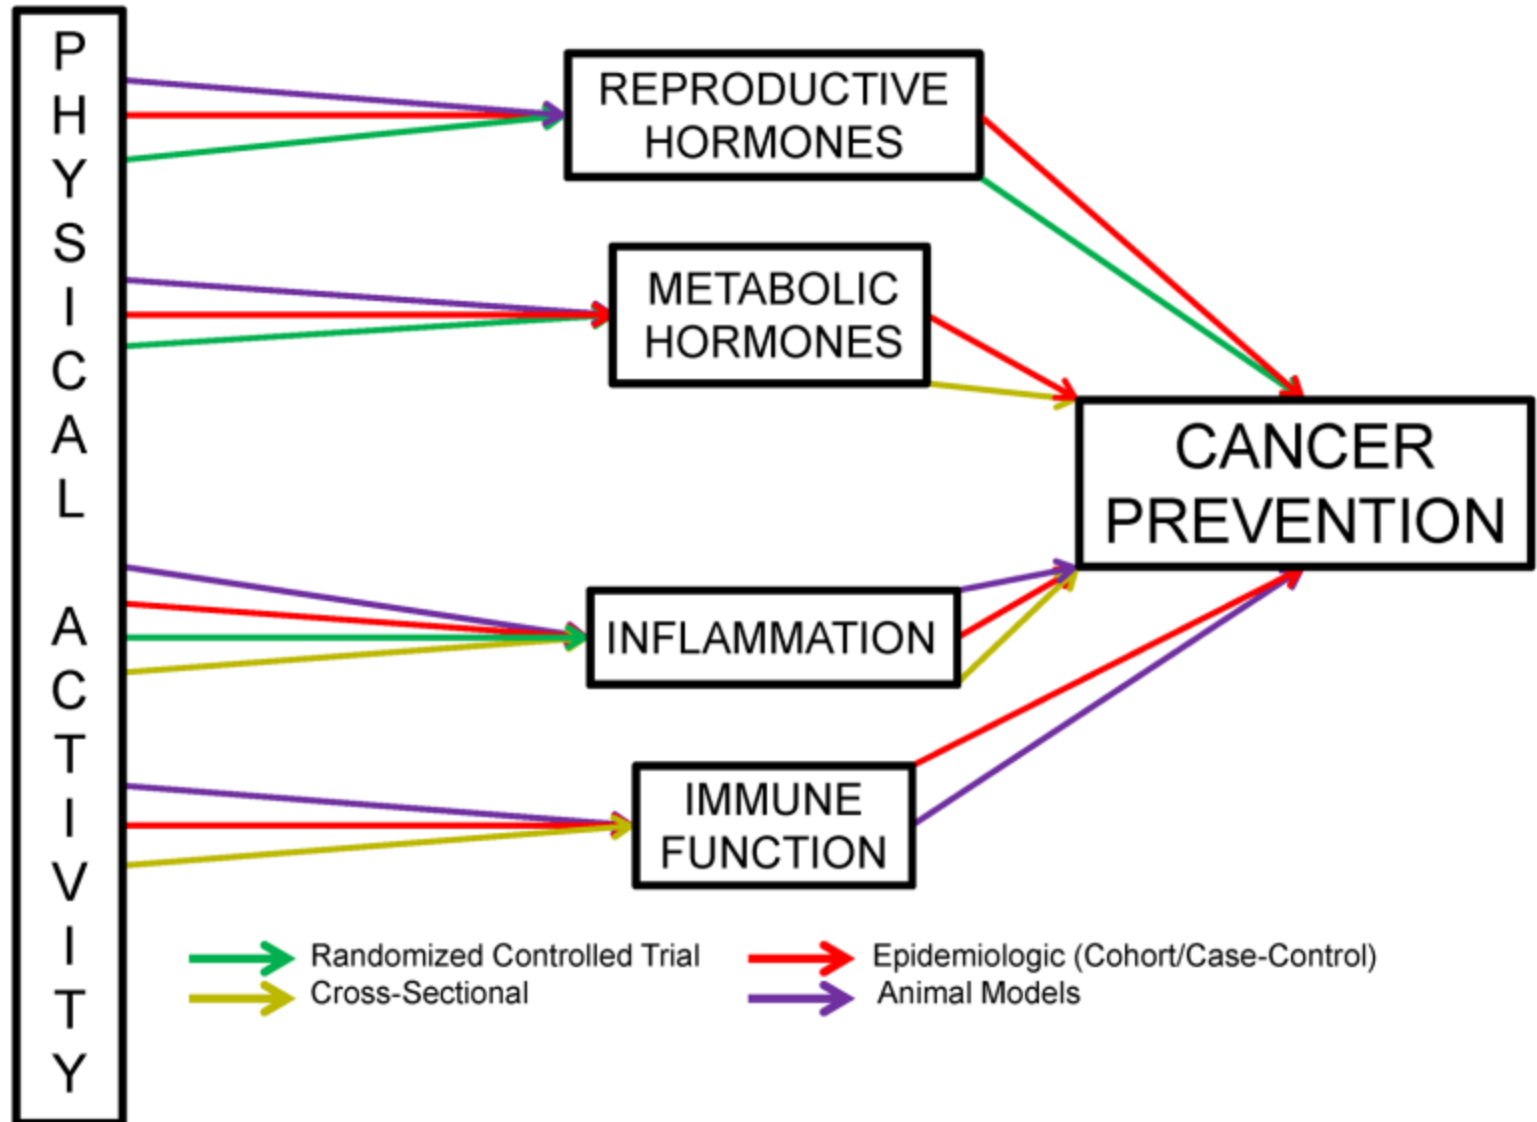 PHYSICAL ACTIVITY
REPRODUCTIVE
HORMONES
METABOLIC
HORMONES
CANCER
PREVENTION
INFLAMMATION
IMMUNE
FUNCTION
Randomized Controlled Trial
Epidemiologic (Cohort/Case-Control)
Cross-Sectional
Animal Models